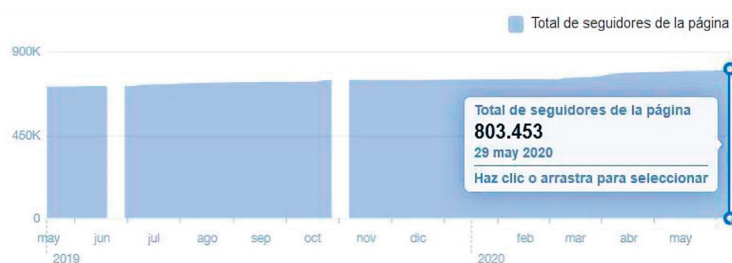 Total de seguidores de la página
900K
Total de seguidores de la página
803.453
450K
29 may 2020
Haz clic o arrastra para seleccionar
0
may jun jul ago sep oct nov dic feb mar abr may
2019 2020